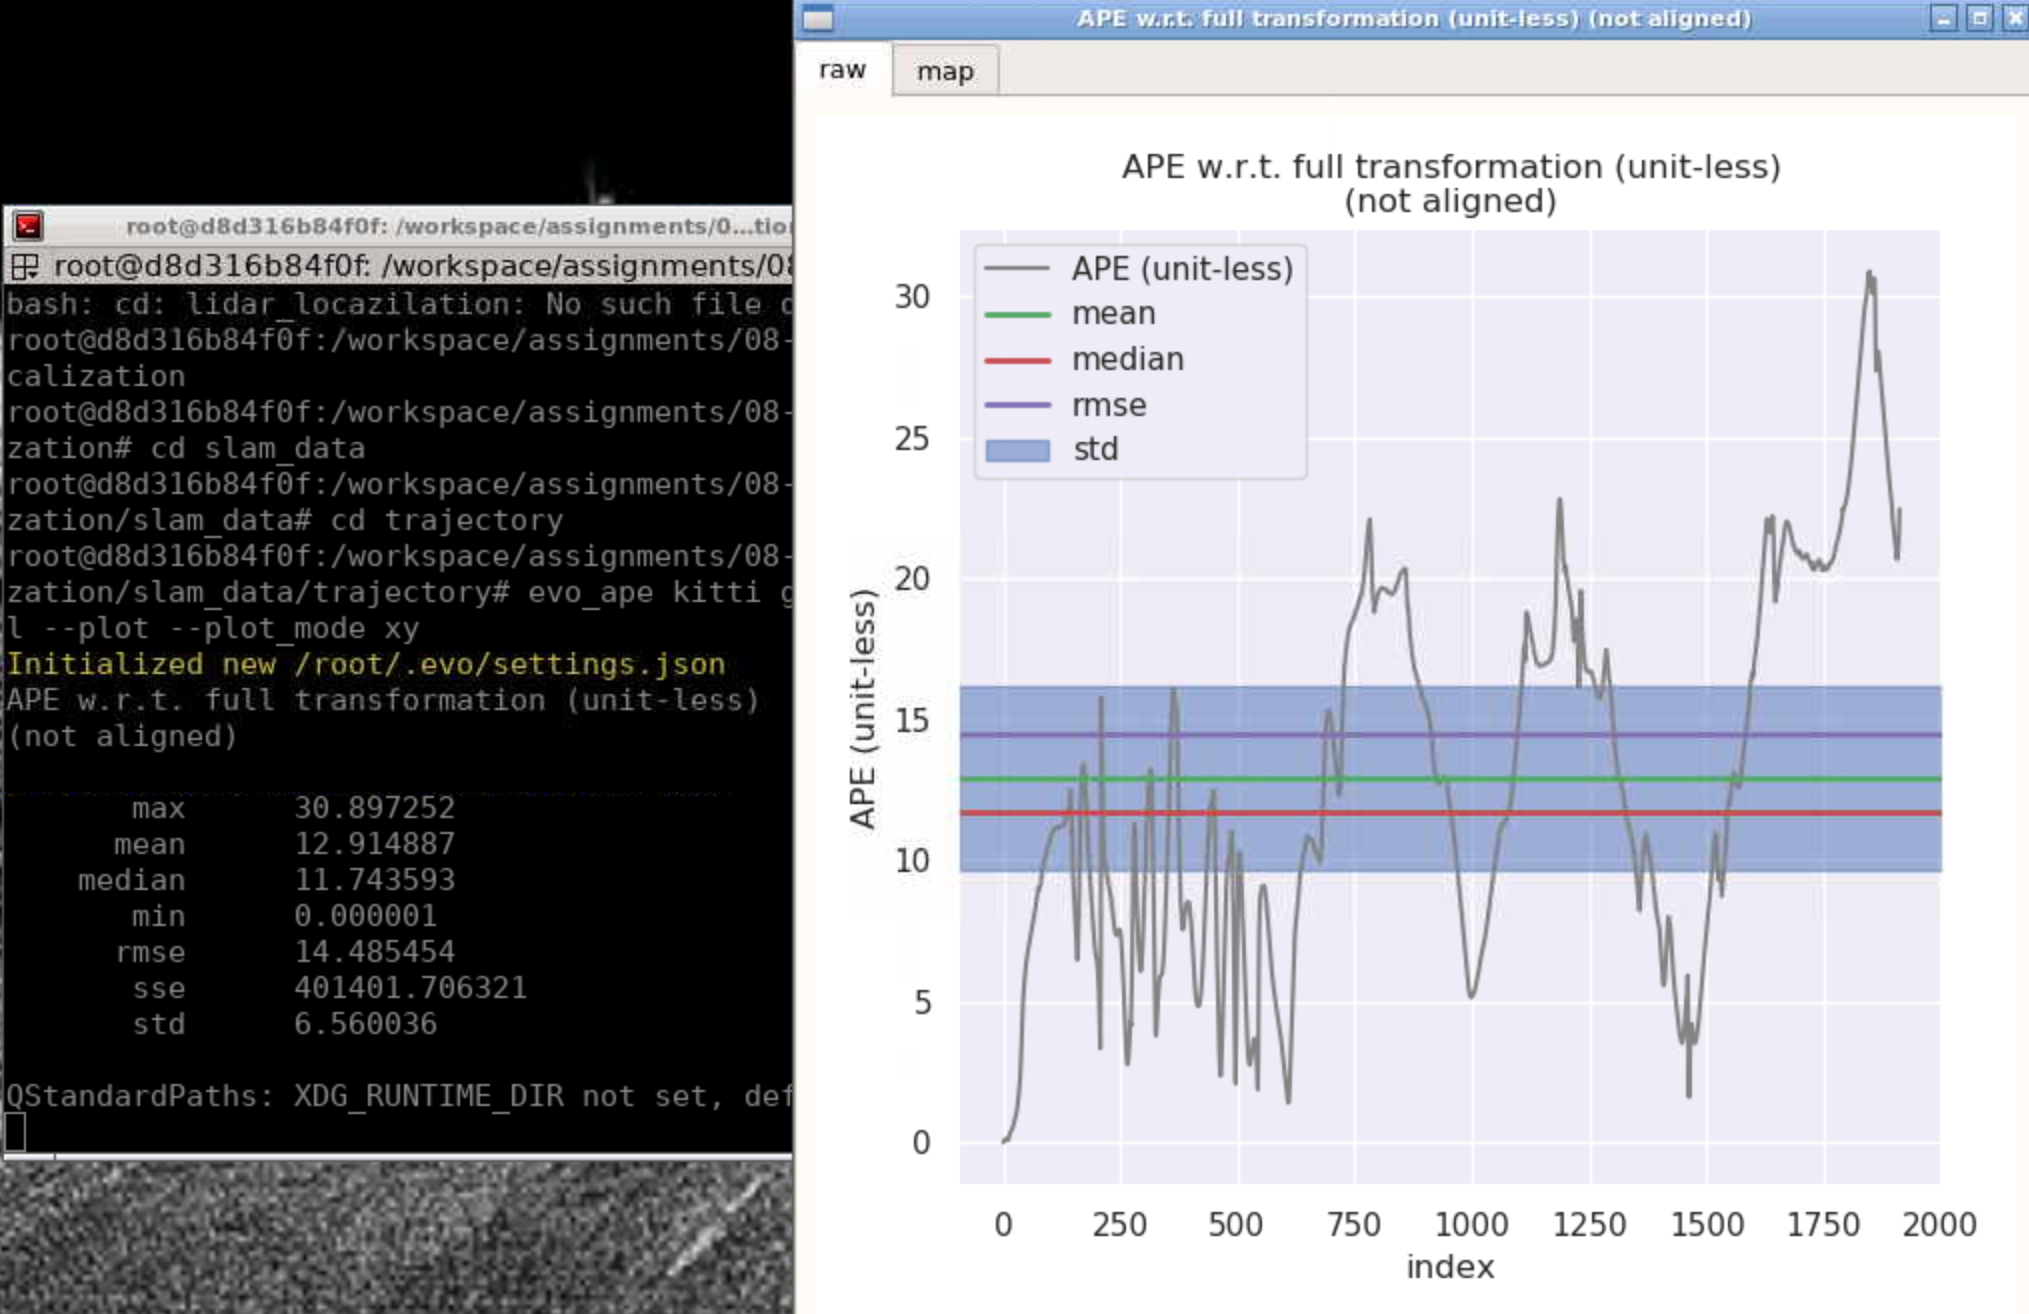 root@d8d316b84f0f: /workspace/assignments/0...tion
root@d8d316b84f0f: /workspace/assignments/08
bash: cd: lidar_locazilation: No such file
root@d8d316b84f0f:/workspace/assignments/08-
calization
root@d8d316b84f0f:/workspace/assignments/08-
zation# cd slam_data
root@d8d316b84f0f:/workspace/assignments/08-
zation/slam_data# cd trajectory
root@d8d316b84f0f:/workspace/assignments/08-
zation/slam_data/trajectory# evo_ape kitti g
l --plot --plot_mode xy
Initialized new /root/.evo/settings.json
APE w.r.t. full transformation (unit-less)
(not aligned)
max 30.897252
mean 12.914887
median 11.743593
min 0.000001
rmse 14.485454
sse 401401.706321
std 6.560036
QStandardPaths: XDG_RUNTIME_DIR not set, def
APE w.r.t. full transformation (unit-less) (not aligned)
raw map
APE w.r.t. full transformation (unit-less)
(not aligned)
APE (unit-less)
mean
median
rmse
std
APE (unit-less)
30
25
20
15
10
5
0
0 250 500 750 1000 1250 1500 1750 2000
index